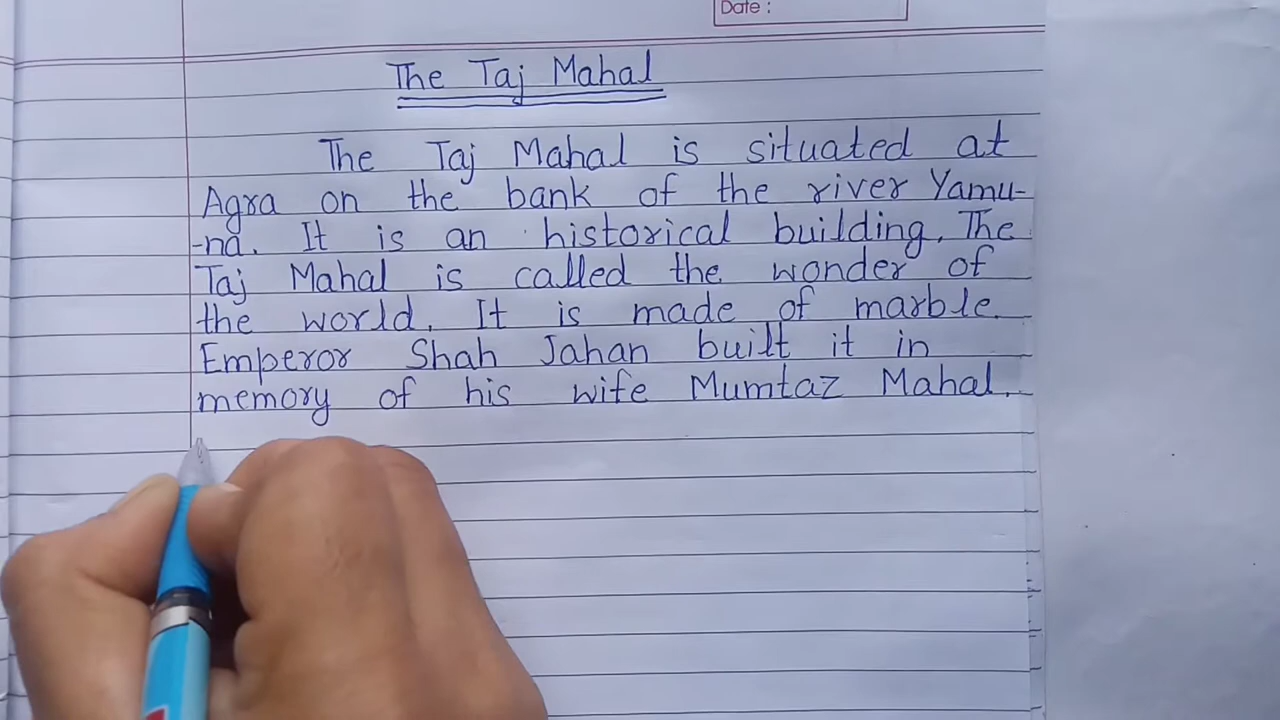 Date :
The Taj Mahal
The Taj Mahal is situated at
Agra on the bank of the river Yamu-
-na. It is an historical building. The
Taj Mahal is called the wonder of
the world. It is made of marble.
Emperor Shah Jahan built it in
memory of his wife Mumtaz Mahal.